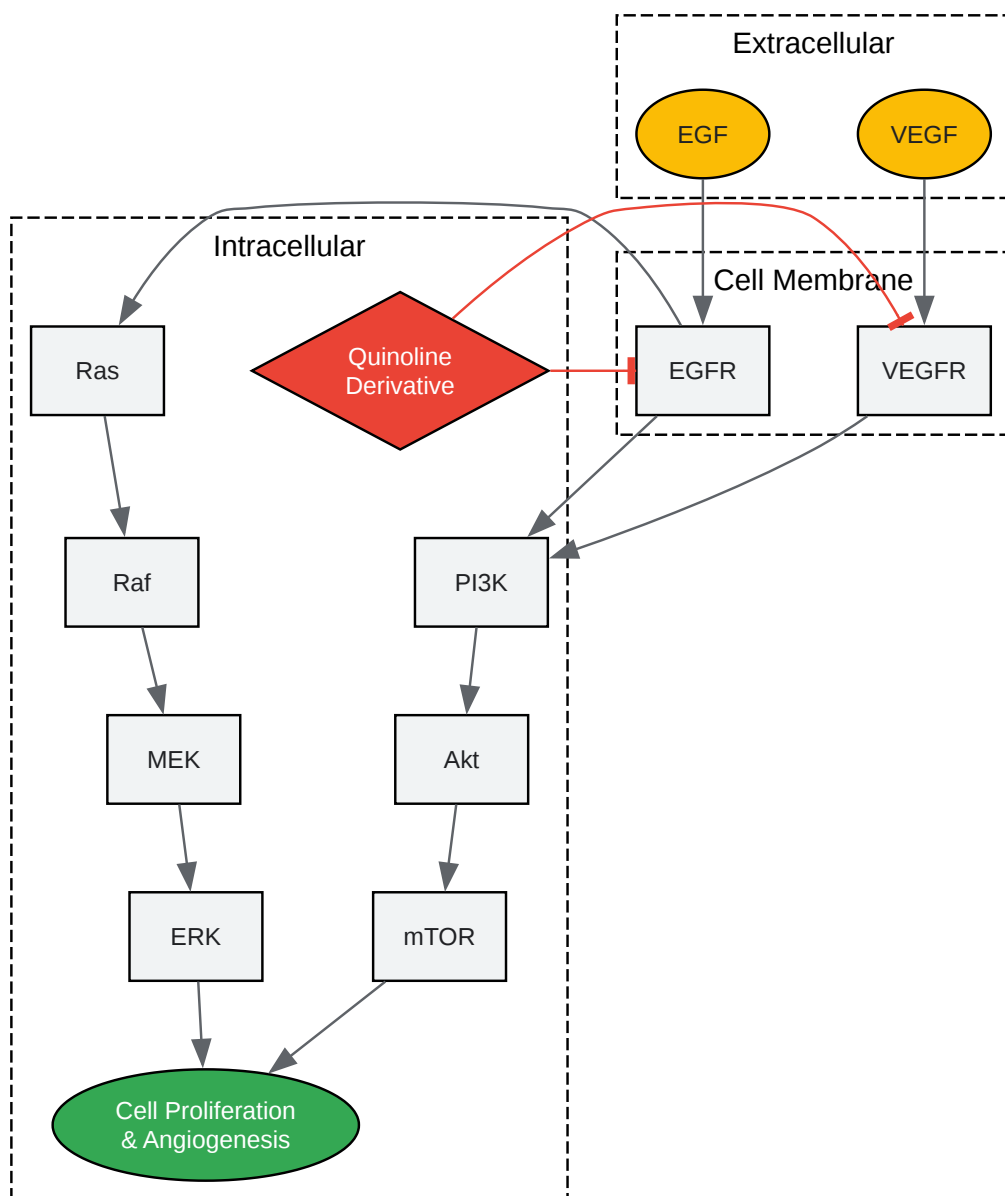 Extracellular
EGF
VEGF
Intracellular
Cell Membrane
Ras
Quinoline
Derivative
EGFR
VEGFR
Raf
PI3K
MEK
Akt
ERK
mTOR
Cell Proliferation
& Angiogenesis